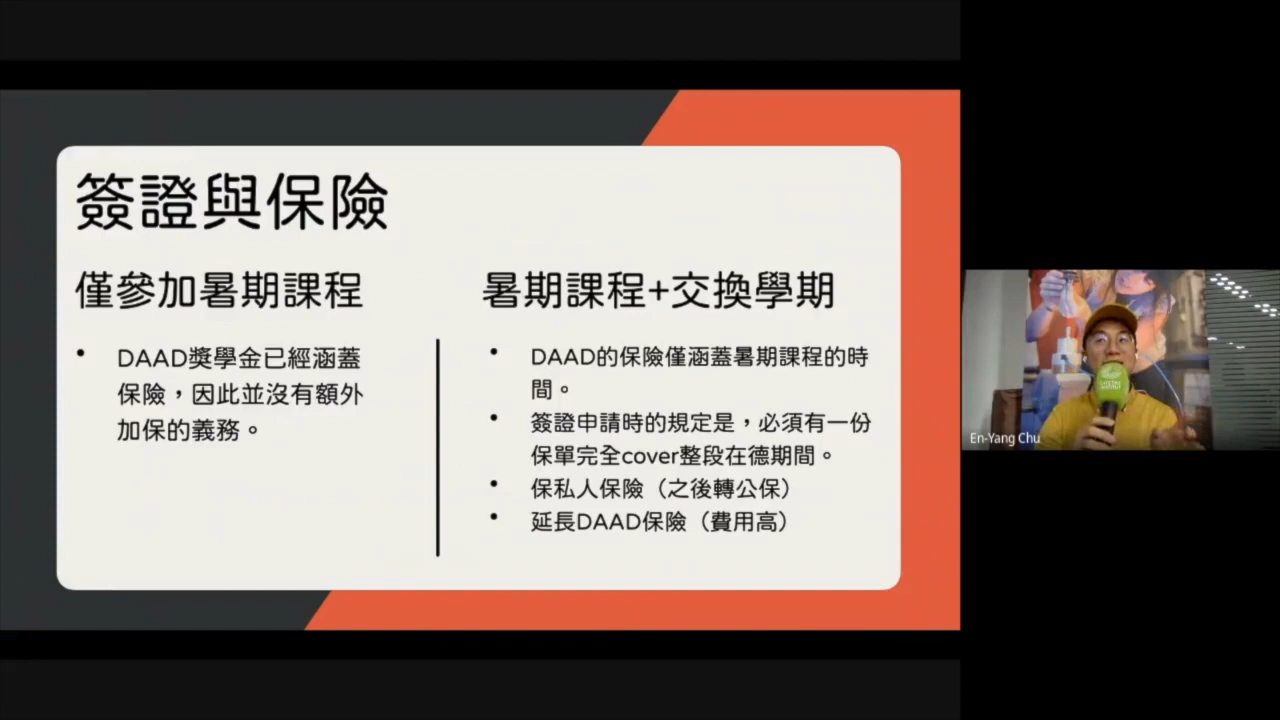 簽證與保險
僅參加暑期課程
DAAD獎學金已經涵蓋
保險，因此並沒有額外
加保的義務。
暑期課程+交換學期
DAAD的保險僅涵蓋暑期課程的時
間。
簽證申請時的規定是，必須有一份
保單完全cover整段在德期間。
保私人保險（之後轉公保）
延長DAAD保險（費用高）
En-Yang Chu